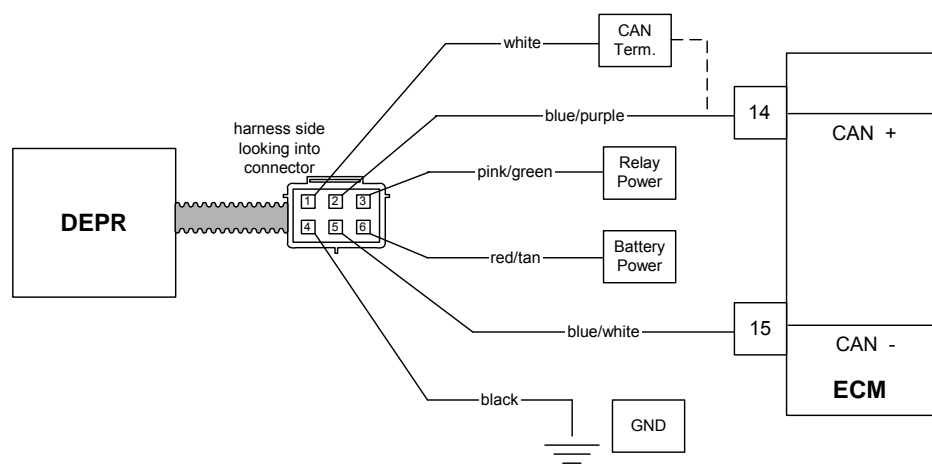 white
CAN
Term.
14
blue/purple
CAN +
harness side
looking into
connector
pink/green
Relay
Power
DEPR
1 2 3
4 5 6
red/tan
Battery
Power
15
blue/white
CAN -
ECM
black
GND